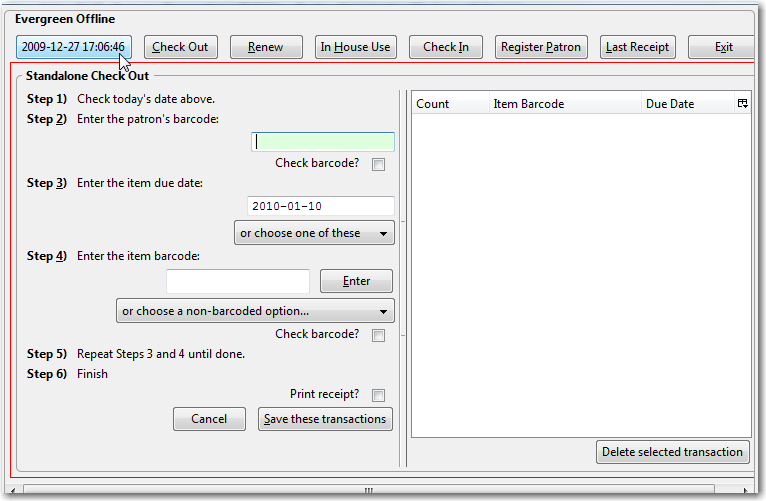 Evergreen Offline
2009-12-27 17:06:46 Check Out Renew In House Use Check In Register Patron Last Receipt Exit
Standalone Check Out
Step 1) Check today's date above.
Step 2) Enter the patron's barcode:
Check barcode?
Step 3) Enter the item due date:
2010-01-10
or choose one of these
Step 4) Enter the item barcode:
Enter
or choose a non-barcoded option...
Check barcode?
Step 5) Repeat Steps 3 and 4 until done.
Step 6) Finish
Print receipt?
Cancel Save these transactions
Count Item Barcode Due Date
Delete selected transaction